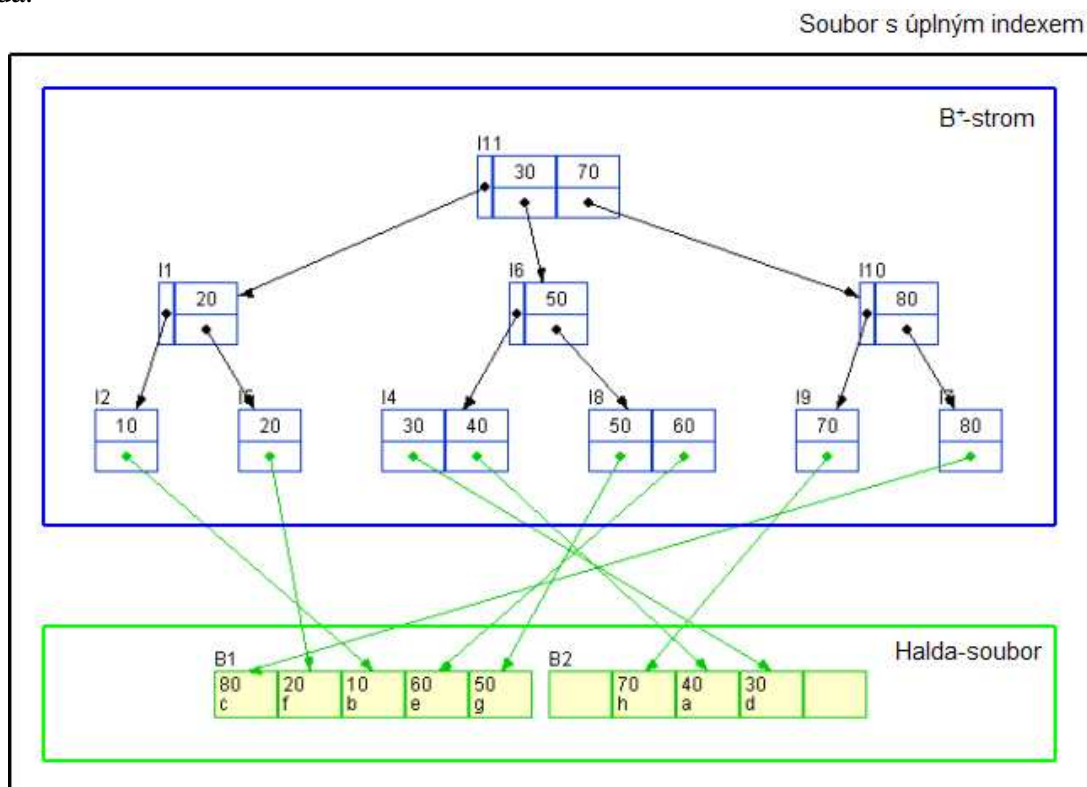 Soubor s úplným indexem
B+-strom
I11
30 70
I1
20
I6
50
I10
80
I2
10
20
I4
30 40
I8
50 60
I9
70
80
Halda-soubor
B1
80 20 10 60 50
c f b e g
B2
70 40 30
h a d